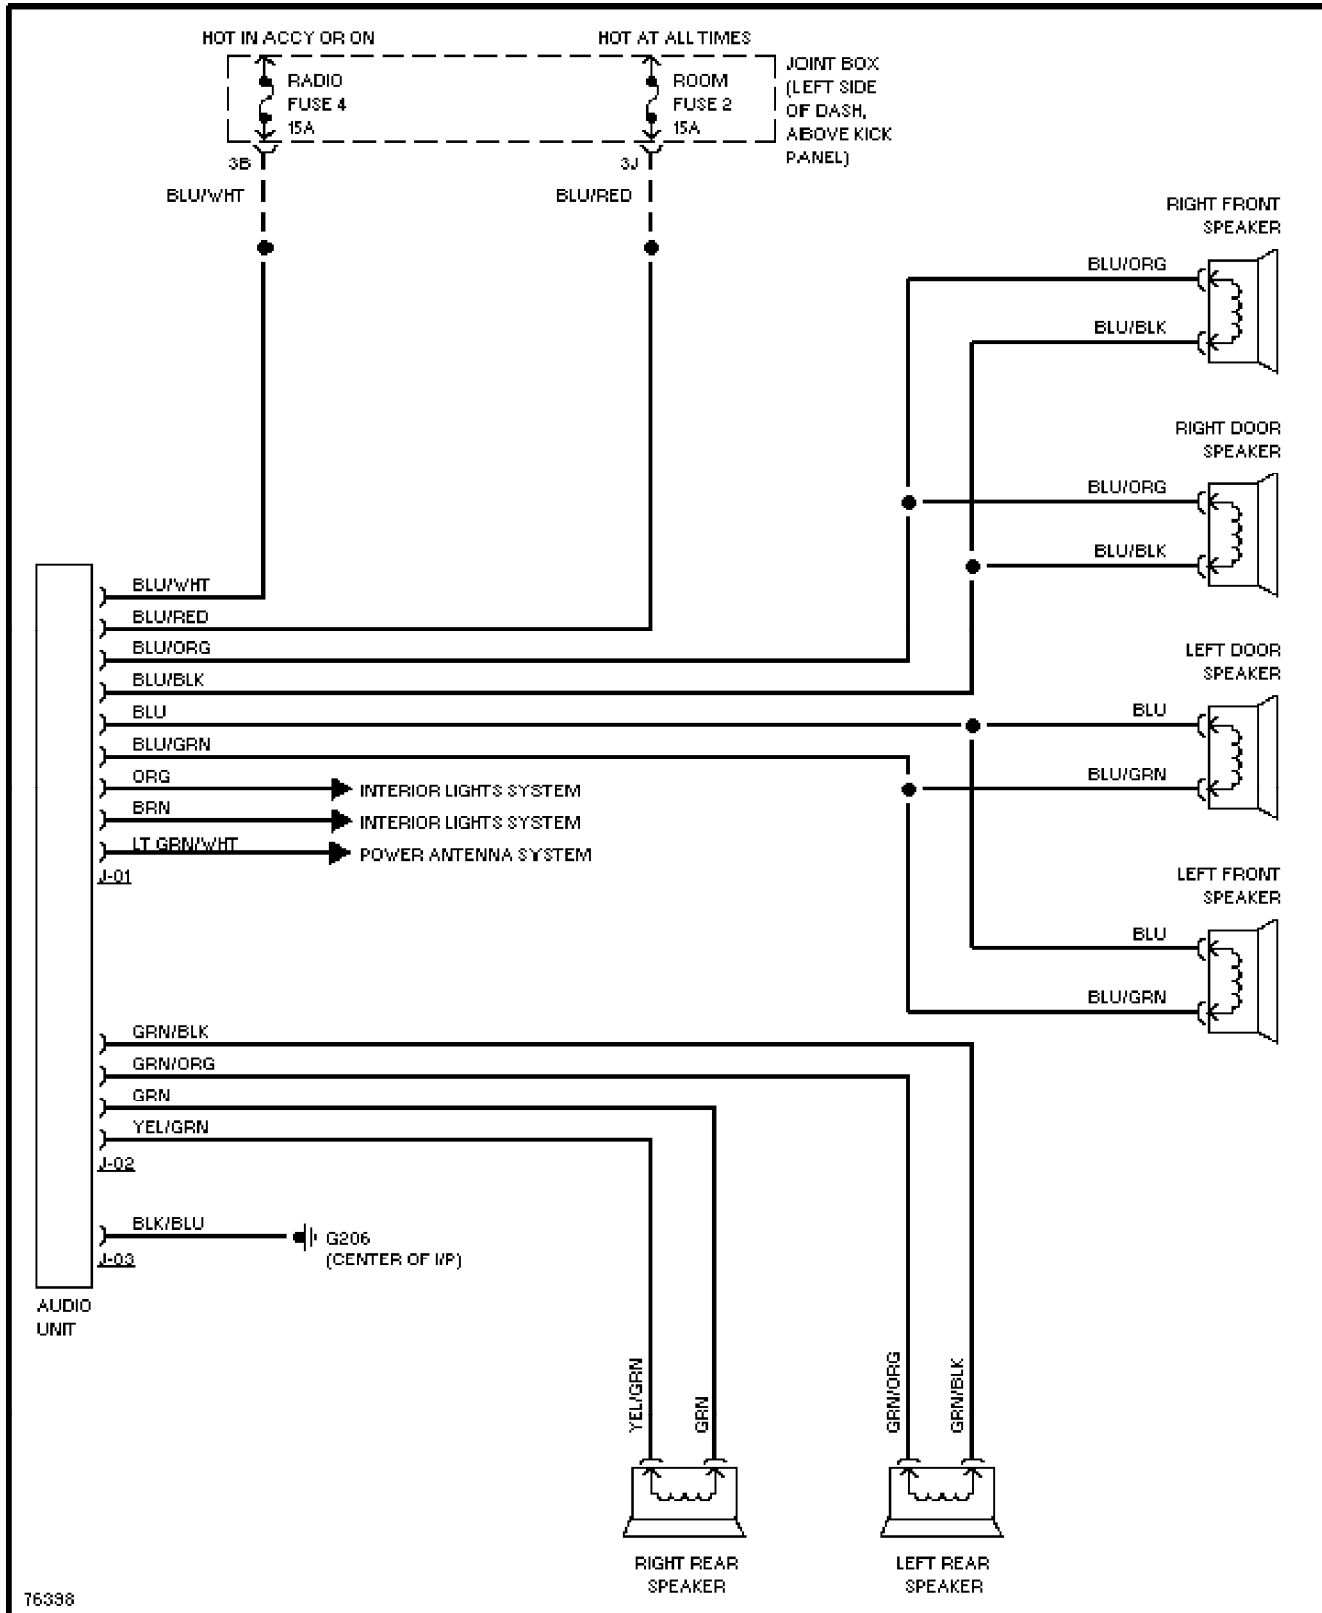 HOT IN ACCY OR ON
HOT AT ALL TIMES
RADIO
FUSE 4
15A
ROOM
FUSE 2
15A
JOINT BOX
(LEFT SIDE
OF DASH,
ABOVE KICK
PANEL)
3B
3J
BLU/WHT
BLU/RED
RIGHT FRONT
SPEAKER
BLU/ORG
BLU/BLK
RIGHT DOOR
SPEAKER
BLU/ORG
BLU/BLK
LEFT DOOR
SPEAKER
BLU
BLU/GRN
LEFT FRONT
SPEAKER
BLU
BLU/GRN
BLU/WHT
BLU/RED
BLU/ORG
BLU/BLK
BLU
BLU/GRN
ORG
INTERIOR LIGHTS SYSTEM
BRN
INTERIOR LIGHTS SYSTEM
LT GRN/WHT
POWER ANTENNA SYSTEM
J-01
GRN/BLK
GRN/ORG
GRN
YEL/GRN
J-02
BLK/BLU
G206
(CENTER OF I/P)
J-03
AUDIO
UNIT
YEL/GRN
GRN
GRN/ORG
GRN/BLK
RIGHT REAR
SPEAKER
LEFT REAR
SPEAKER
76398